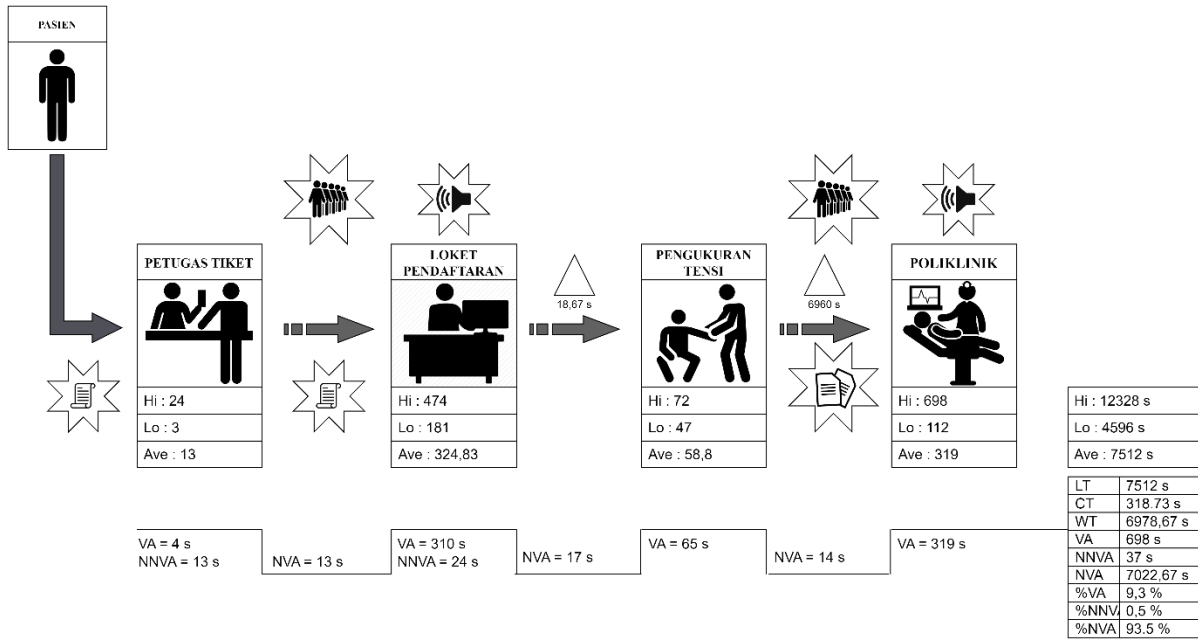 PASIEN
PETUGAS TIKET
Hi : 24
Lo : 3
Ave : 13
LOKET
PENDAFTARAN
Hi : 474
Lo : 181
Ave : 324,83
18,67 s
PENGUKURAN
TENSI
Hi : 72
Lo : 47
Ave : 58,8
6960 s
POLIKLINIK
Hi : 698
Lo : 112
Ave : 319
Hi : 12328 s
Lo : 4596 s
Ave : 7512 s
VA = 4 s
NNVA = 13 s
NVA = 13 s
VA = 310 s
NNVA = 24 s
NVA = 17 s
VA = 65 s
NVA = 14 s
VA = 319 s
LT 7512 s
CT 318.73 s
WT 6978,67 s
VA 698 s
NNVA 37 s
NVA 7022,67 s
%VA 9,3 %
%NNV 0,5 %
%NVA 93.5 %